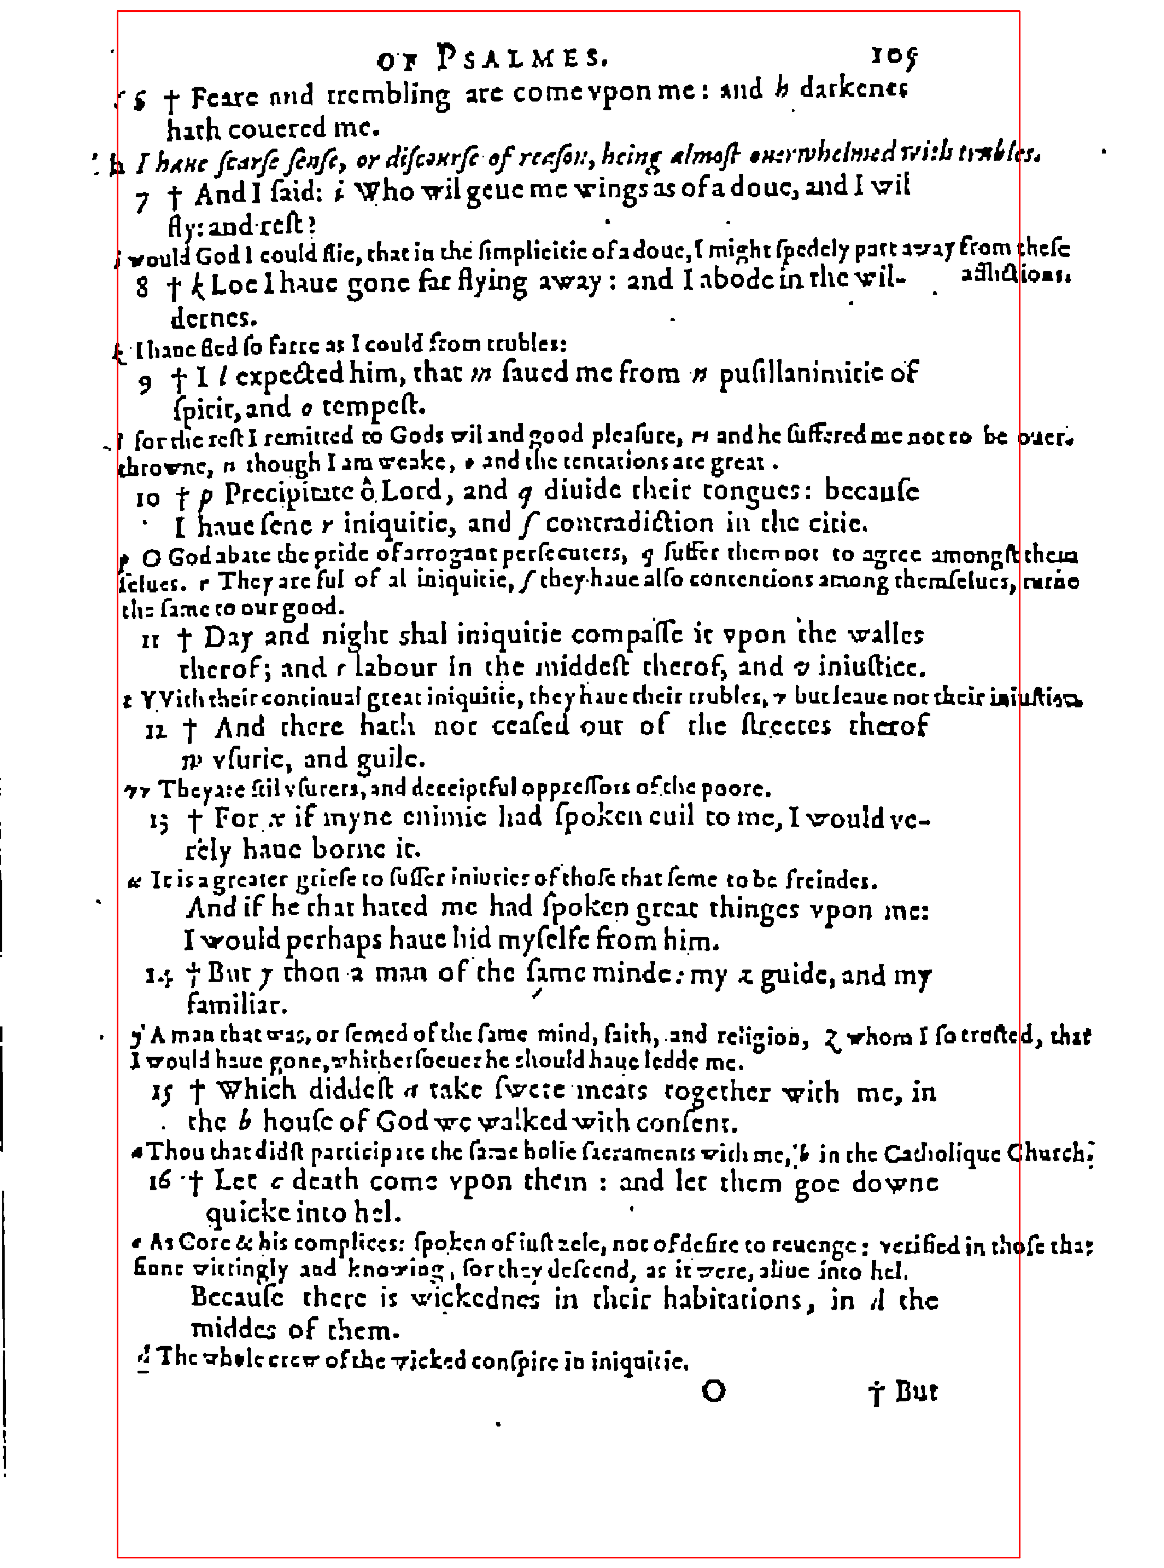 OF PSALMES. 105
6 † Feare and trembling are come vpon me: and h darkenes
hath couered me.
h I haue ſcarſe ſenſe, or diſcourſe of reaſon, being almoſt ouerwhelmed with trubles.
7 † And I ſaid: i Who wil geue me wings as of a doue, and I wil
fly: and reſt?
i would God I could flie, that in the ſimplicitie of a doue, I might ſpedely part away from theſe
afflictions.
8 † k Loe I haue gone far flying away: and I abode in the wil-
dernes.
k I haue fled ſo farre as I could from trubles:
9 † I l expected him, that m ſaued me from n puſillanimitie of
ſpirit, and o tempeſt.
l for the reſt I remitted to Gods wil and good pleaſure, m and he ſuffered me not to be ouer-
throwne, n though I am weake, o and the tentations are great.
10 † p Precipitate ô Lord, and q diuide their tongues: becauſe
I haue ſene r iniquitie, and ſ contradiction in the citie.
p O God abate the pride of arrogant perſecuters, q ſuffer them not to agree amongſt them
ſelues. r They are ful of al iniquitie, ſ they haue alſo contentions among themſelues, turne
the ſame to our good.
11 † Day and night shal iniquitie compaſſe it vpon the walles
therof; and t labour in the middeſt therof, and v iniuſtice.
t VVith their continual great iniquitie, they haue their trubles, v but leaue not their iniuſtice.
12 † And there hath not ceaſed out of the ſtreetes therof
w vſurie, and guile.
vv They are ſtil vſurers, and deceiptful oppreſſors of the poore.
13 † For x if myne enimie had ſpoken euil to me, I would ve-
rely haue borne it.
x It is a greater griefe to ſuffer iniuries of thoſe that ſeme to be freindes.
And if he that hated me had ſpoken great thinges vpon me:
I would perhaps haue hid myſelfe from him.
14 † But y thou a man of the ſame minde: my z guide, and my
familiar.
y A man that was, or ſemed of the ſame mind, faith, and religion, z whom I ſo truſted, that
I would haue gone, whitherſoeuer he should haue ledde me.
15 † Which diddeſt a take ſwete meats together with me, in
the b houſe of God we walked with conſent.
a Thou that didſt participate the ſame holie ſacraments with me, b in the Catholique Church:
16 † Let c death come vpon them: and let them goe downe
quicke into hel.
c As Core & his complices: ſpoken of iuſt zele, not of deſire to reuenge: verified in thoſe that
ſinne wittingly and knowing, for they deſcend, as it were, aliue into hel.
Becauſe there is wickednes in their habitations, in d the
middes of them.
d The whole crew of the wicked conſpire in iniquitie.
O † But